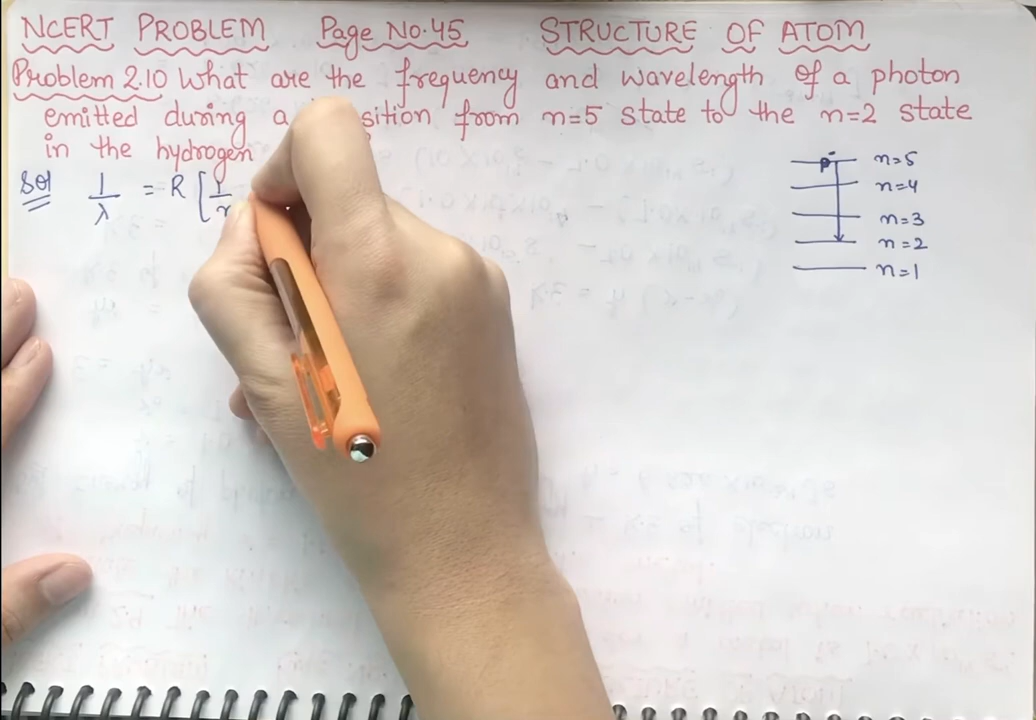 NCERT PROBLEM Page No.45 STRUCTURE OF ATOM
Problem 2.10 What are the frequency and wavelength of a photon
emitted during a sition from n=5 state to the n=2 state
in the hydrogen
Sol 1/λ = R [1/n
n=5
n=4
n=3
n=2
n=1